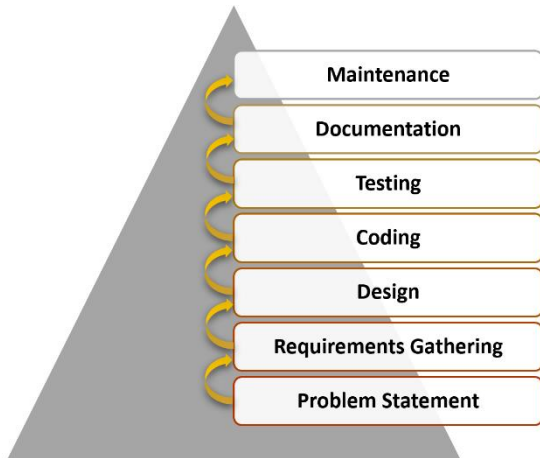 Maintenance
Documentation
Testing
Coding
Design
Requirements Gathering
Problem Statement